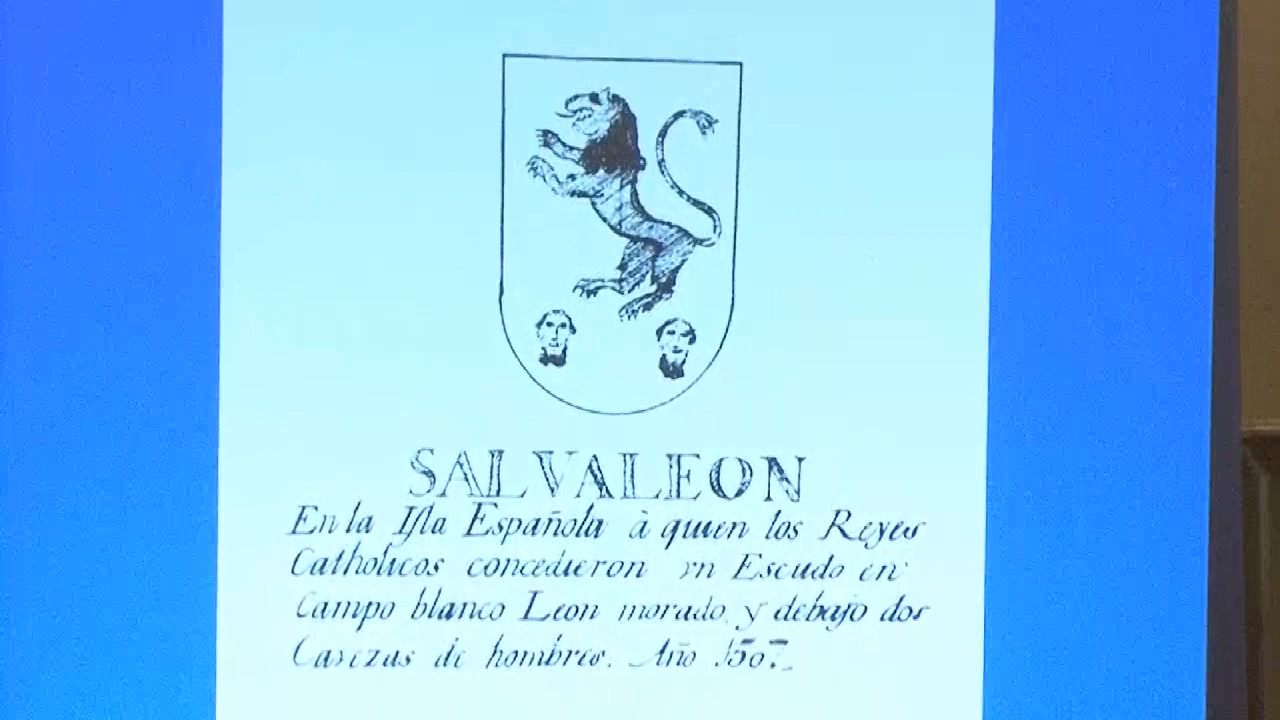 SALVALEON
En la Isla Española à quien los Reyes
Catholicos concedieron vn Escudo en
Campo blanco Leon morado, y debajo dos
Cavezas de hombres. Año 1507.